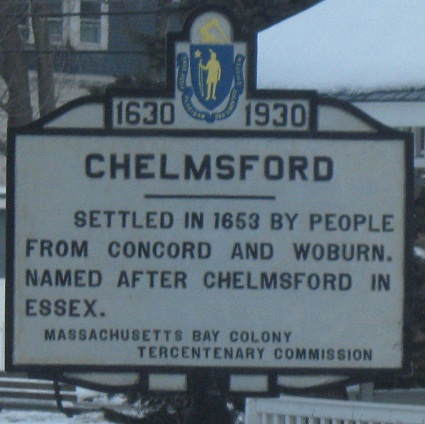 1630 1930
CHELMSFORD
SETTLED IN 1653 BY PEOPLE
FROM CONCORD AND WOBURN.
NAMED AFTER CHELMSFORD IN
ESSEX.
MASSACHUSETTS BAY COLONY
TERCENTENARY COMMISSION